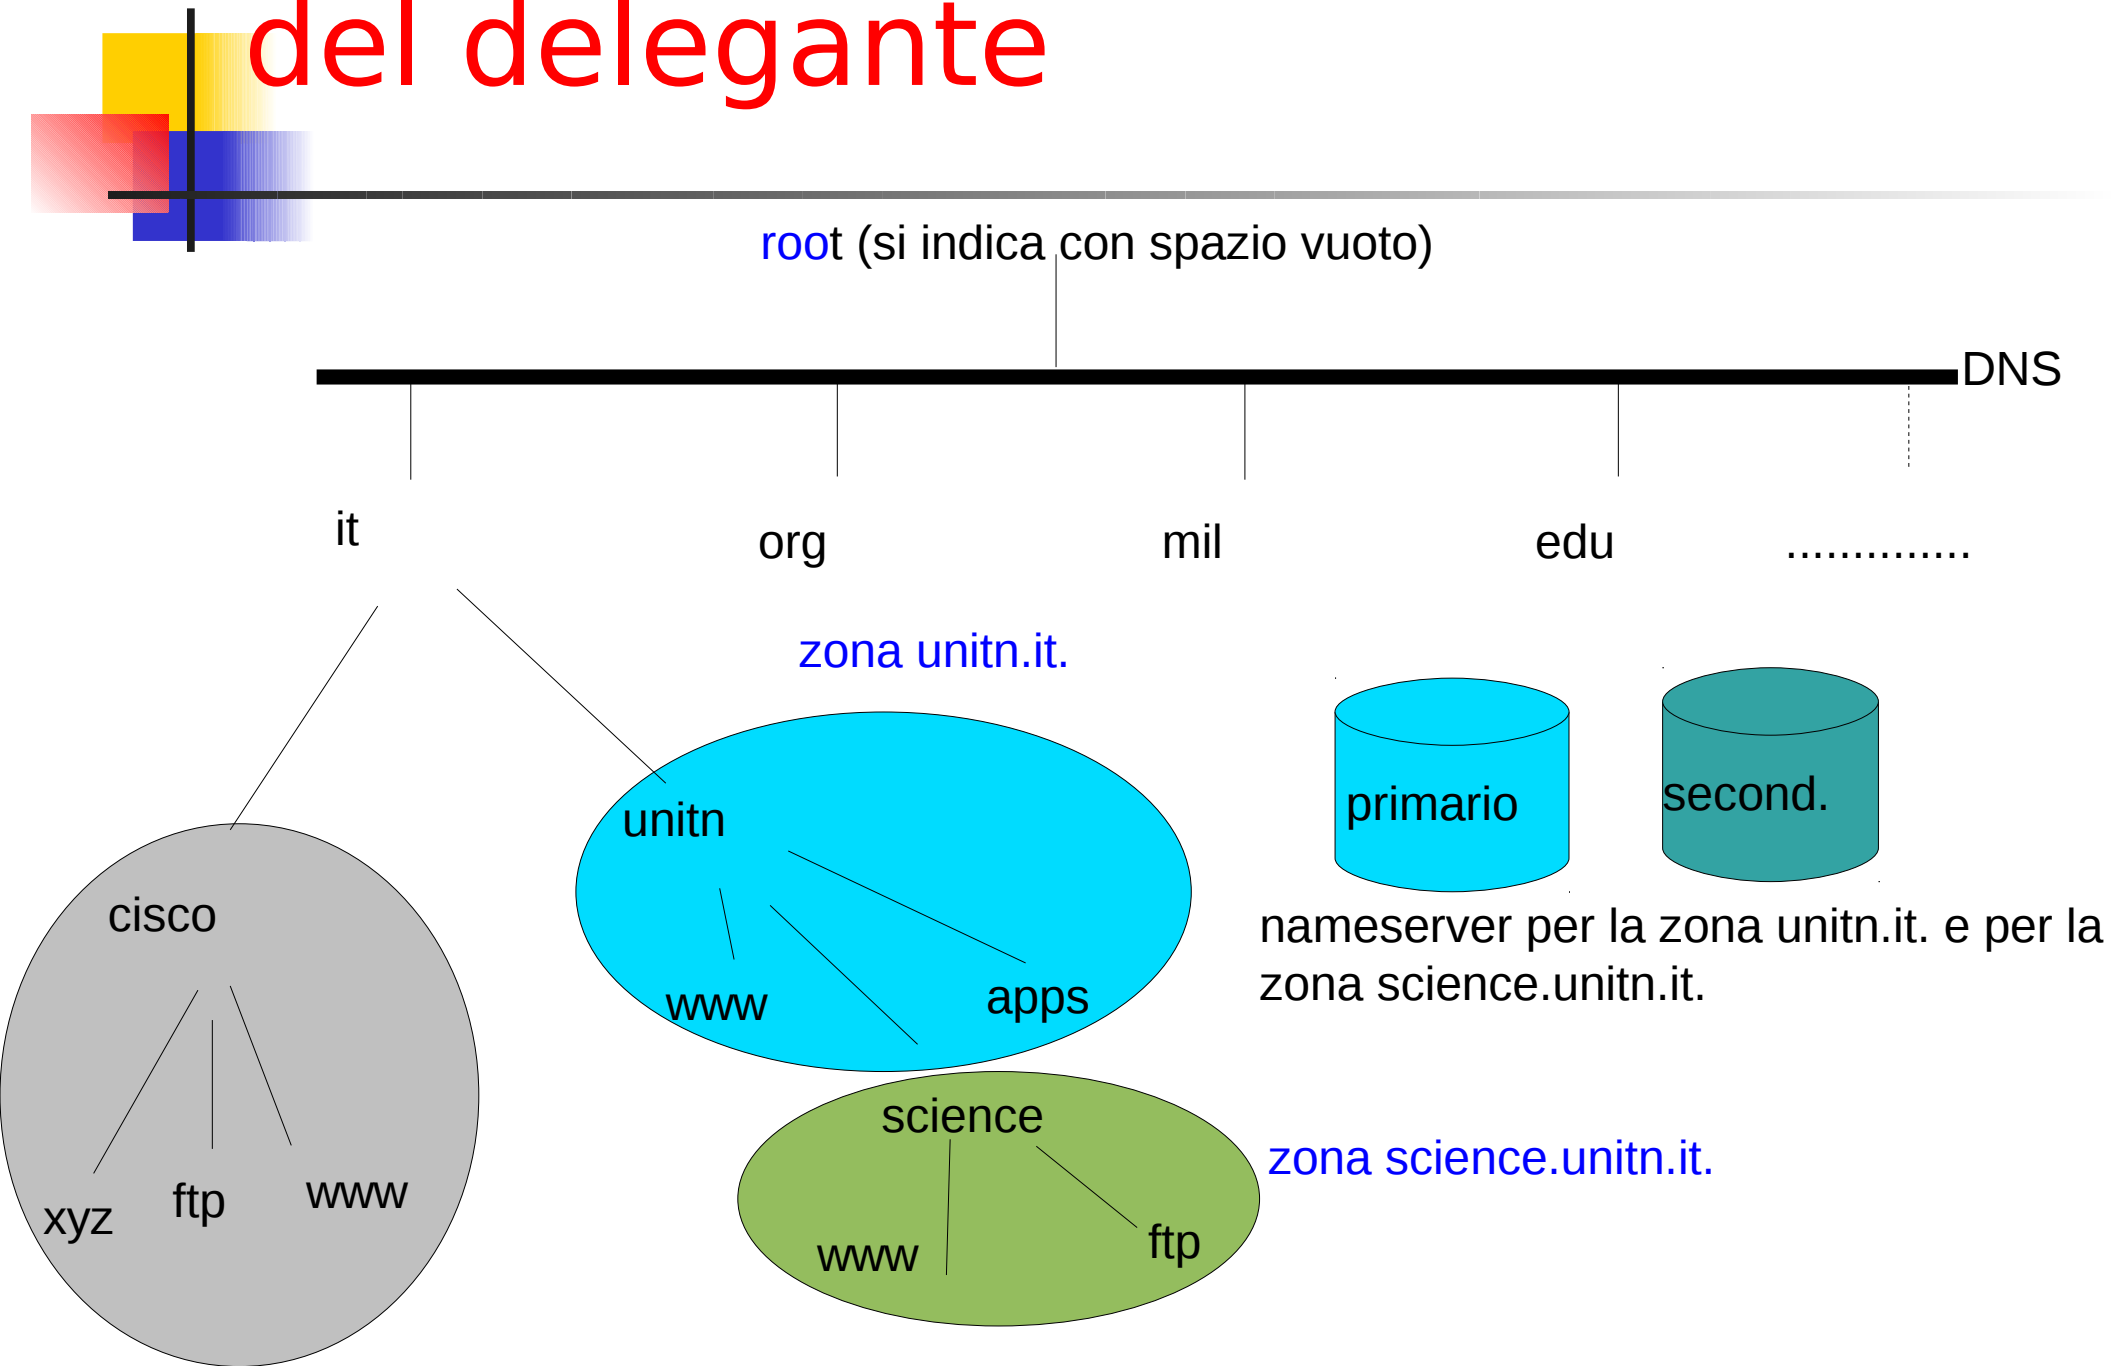 del delegante
root (si indica con spazio vuoto)
DNS
it
org
mil
edu
..............
zona unitn.it.
primario
second.
unitn
cisco
nameserver per la zona unitn.it. e per la
zona science.unitn.it.
www
apps
science
zona science.unitn.it.
xyz
ftp
www
www
ftp